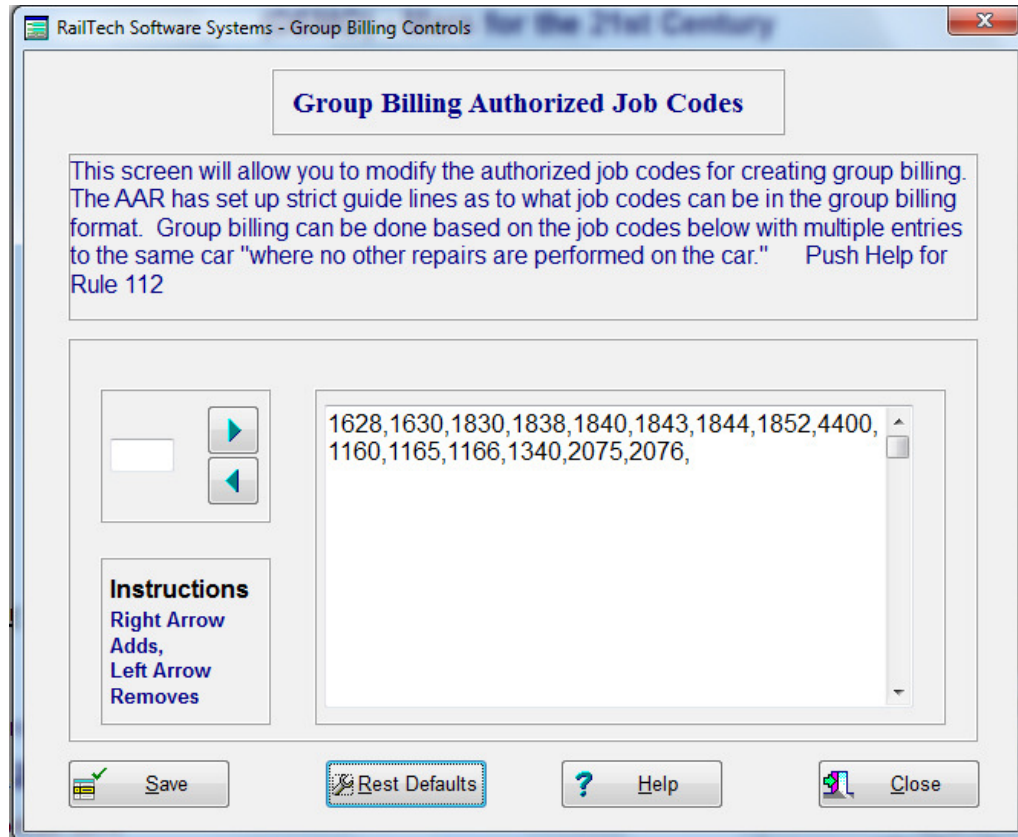 for the 21st Century
RailTech Software Systems - Group Billing Controls
Group Billing Authorized Job Codes
This screen will allow you to modify the authorized job codes for creating group billing.
The AAR has set up strict guide lines as to what job codes can be in the group billing
format. Group billing can be done based on the job codes below with multiple entries
to the same car "where no other repairs are performed on the car." Push Help for
Rule 112
1628,1630,1830,1838,1840,1843,1844,1852,4400,
1160,1165,1166,1340,2075,2076,
Instructions
Right Arrow
Adds,
Left Arrow
Removes
Save
Rest Defaults
? Help
Close